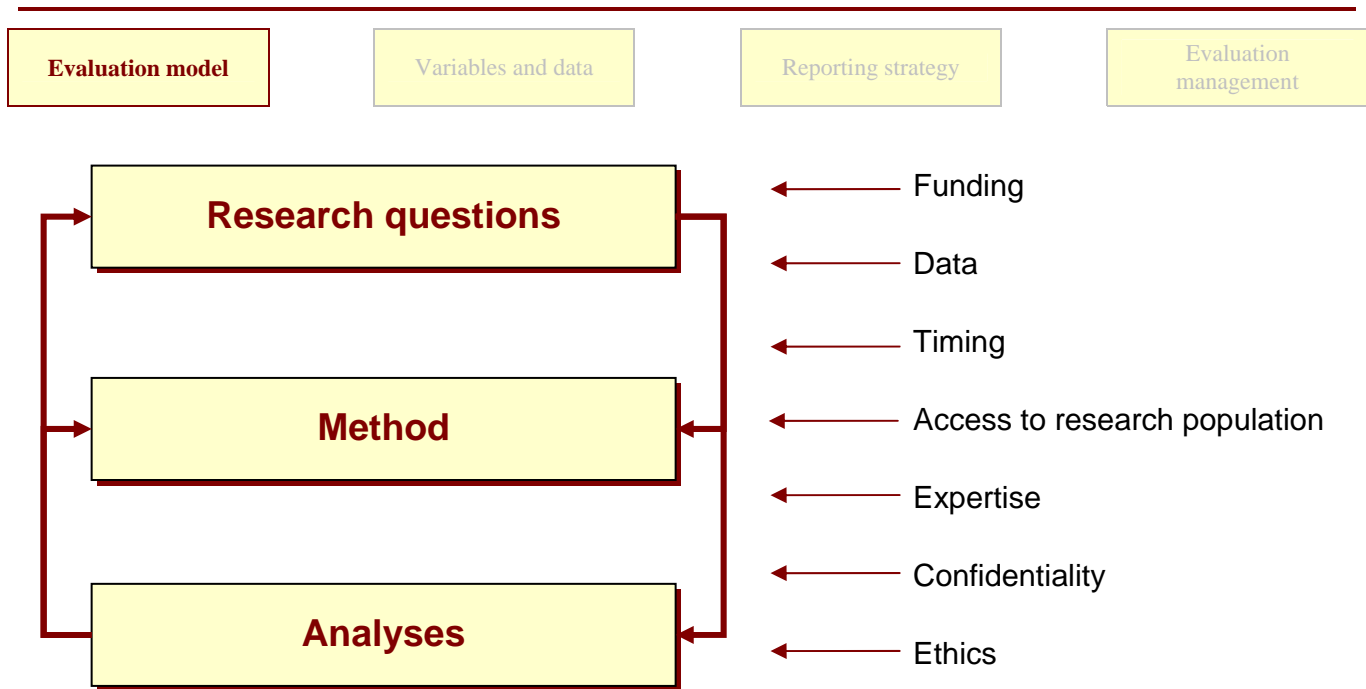 Evaluation model
Variables and data
Reporting strategy
Evaluation
management
Research questions
Method
Analyses
Funding
Data
Timing
Access to research population
Expertise
Confidentiality
Ethics